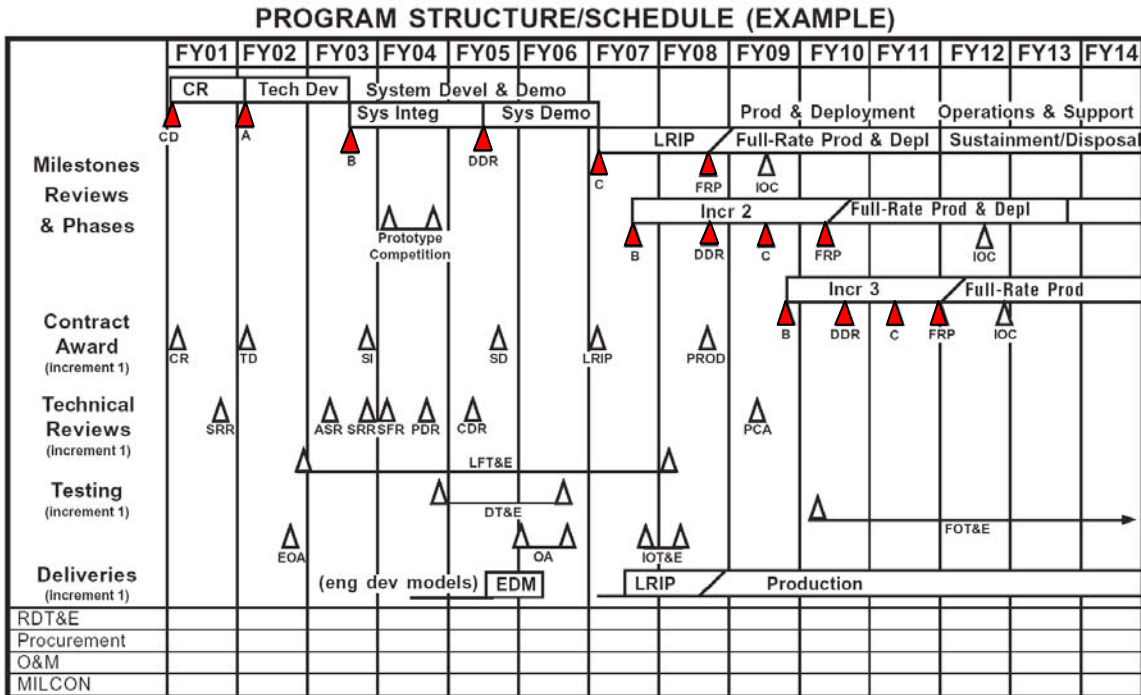 PROGRAM STRUCTURE/SCHEDULE (EXAMPLE)
FY01 FY02 FY03 FY04 FY05 FY06 FY07 FY08 FY09 FY10 FY11 FY12 FY13 FY14
CR Tech Dev System Devel & Demo
Sys Integ Sys Demo Prod & Deployment Operations & Support
CD A B DDR
LRIP Full-Rate Prod & Depl Sustainment/Disposal
C FRP IOC
Milestones
Reviews
& Phases
Prototype
Competition
Incr 2 Full-Rate Prod & Depl
B DDR C FRP IOC
Incr 3 Full-Rate Prod
B DDR C FRP IOC
Contract
Award
(increment 1)
CR TD SI SD LRIP PROD
Technical
Reviews
(increment 1)
SRR ASR SRR SFR PDR CDR PCA
Testing
(increment 1)
LFT&E
DT&E
FOT&E
EOA OA IOT&E
Deliveries
(increment 1)
(eng dev models) EDM LRIP Production
RDT&E
Procurement
O&M
MILCON